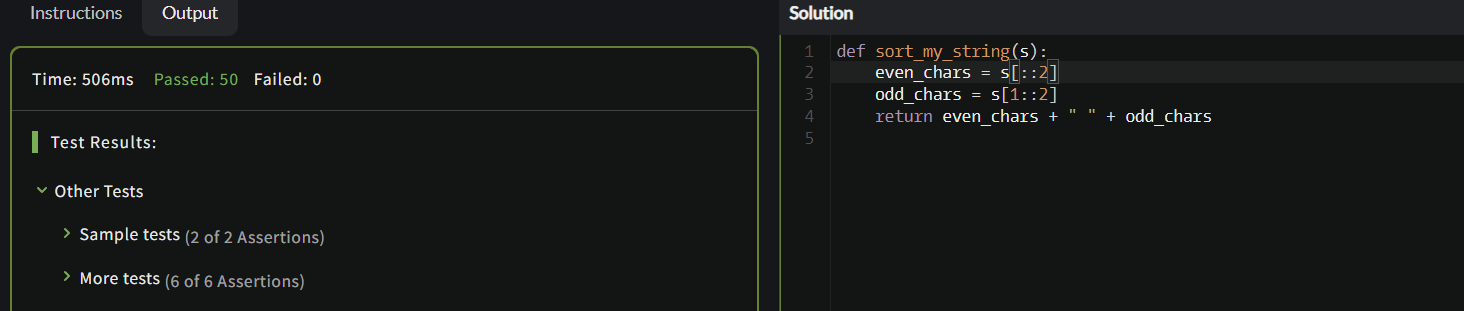 Instructions
Output
Time: 506ms Passed: 50 Failed: 0
Test Results:
Other Tests
Sample tests (2 of 2 Assertions)
More tests (6 of 6 Assertions)
Solution
1 def sort_my_string(s):
2     even_chars = s[::2]
3     odd_chars = s[1::2]
4     return even_chars + " " + odd_chars
5